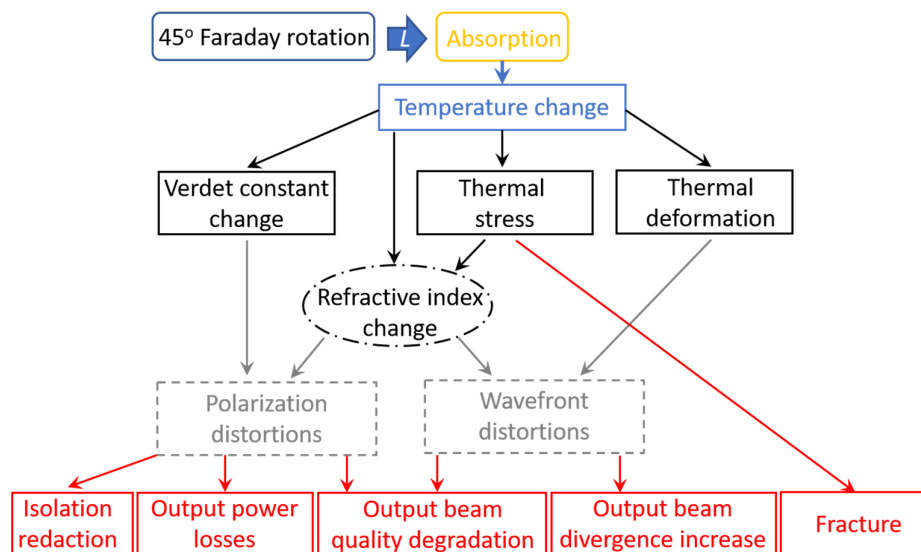 45º Faraday rotation
L
Absorption
Temperature change
Verdet constant
change
Thermal
stress
Thermal
deformation
Refractive index
change
Polarization
distortions
Wavefront
distortions
Isolation
redaction
Output power
losses
Output beam
quality degradation
Output beam
divergence increase
Fracture